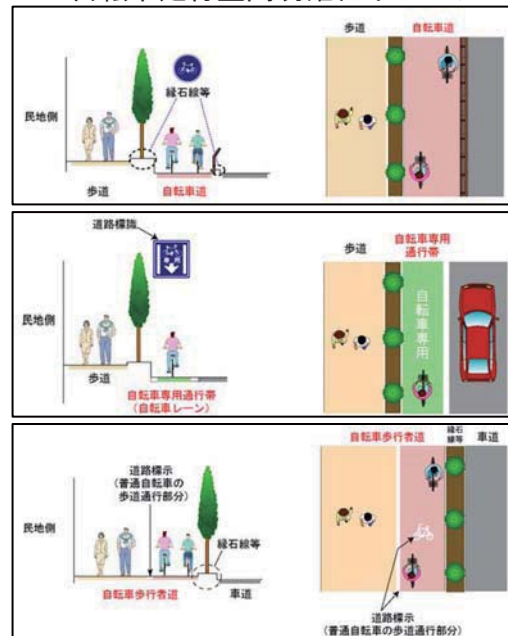 歩道
自転車道
縁石線等
民地側
歩道
自転車道
道路標識
歩道
自転車専用
通行帯
民地側
自転車専用
歩道
自転車専用通行帯
(自転車レーン)
自転車歩行者道
縁石
線等
車道
道路標示
(普通自転車の
歩道通行部分)
民地側
縁石線等
自転車歩行者道
車道
道路標示
(普通自転車の歩道通行部分)